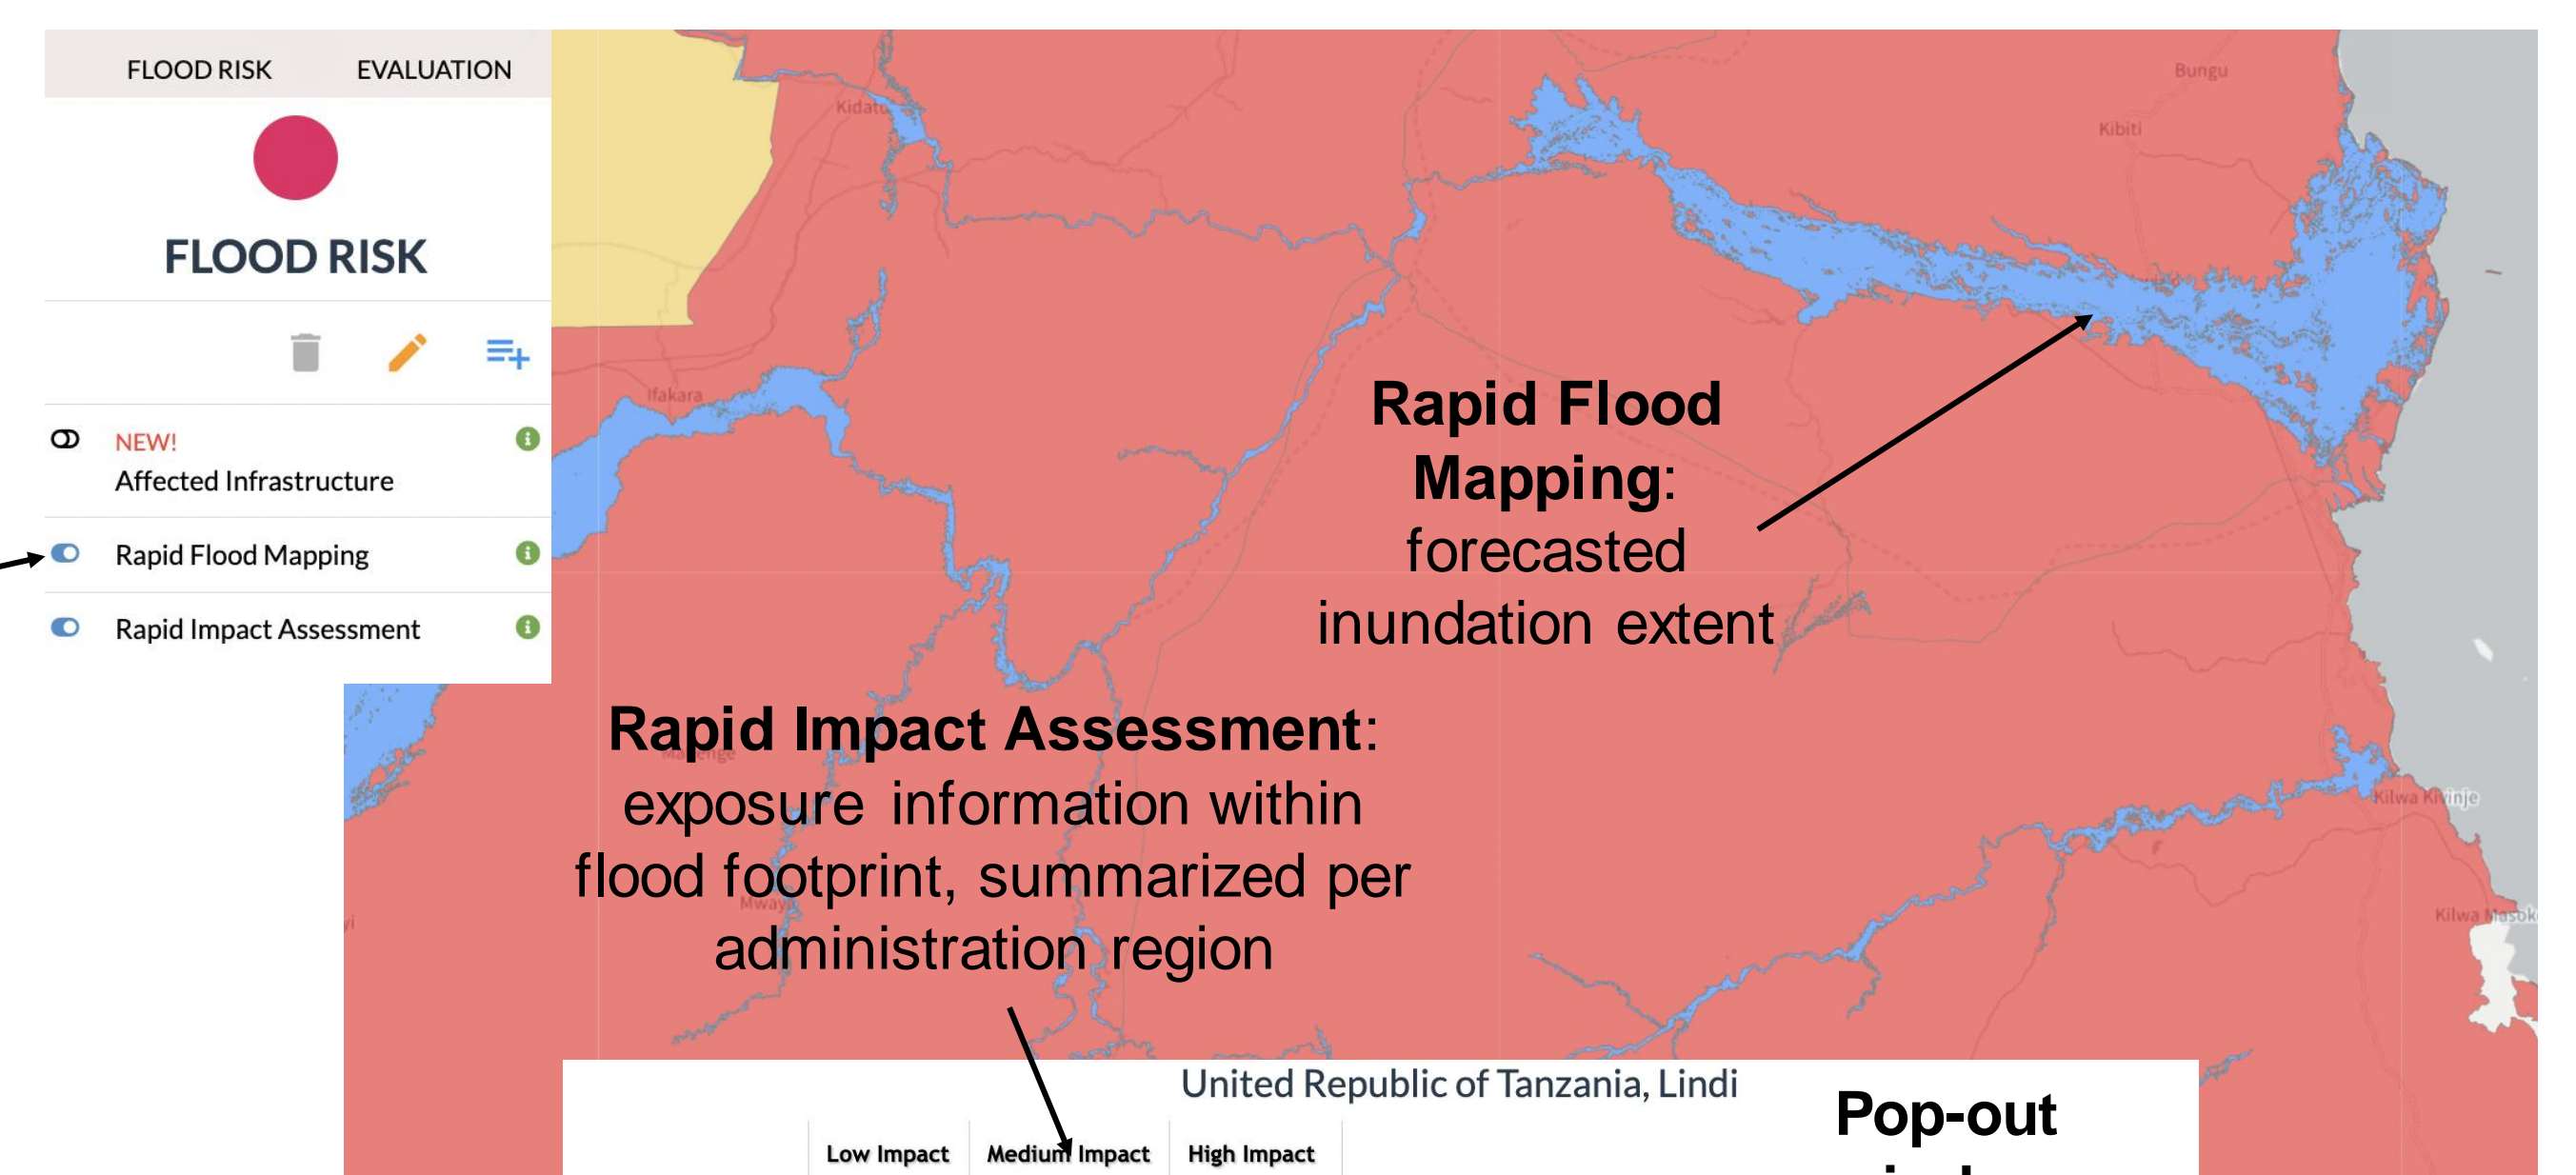 FLOOD RISK EVALUATION
FLOOD RISK
NEW!
Affected Infrastructure
Rapid Flood Mapping
Rapid Impact Assessment
Kidatu
Bungu
Kibiti
Ifakara
Rapid Flood
Mapping:
forecasted
inundation extent
Rapid Impact Assessment:
exposure information within
flood footprint, summarized per
administration region
Kilwa Kivinje
Kilwa Masok
United Republic of Tanzania, Lindi
Low Impact Medium Impact High Impact
Pop-out